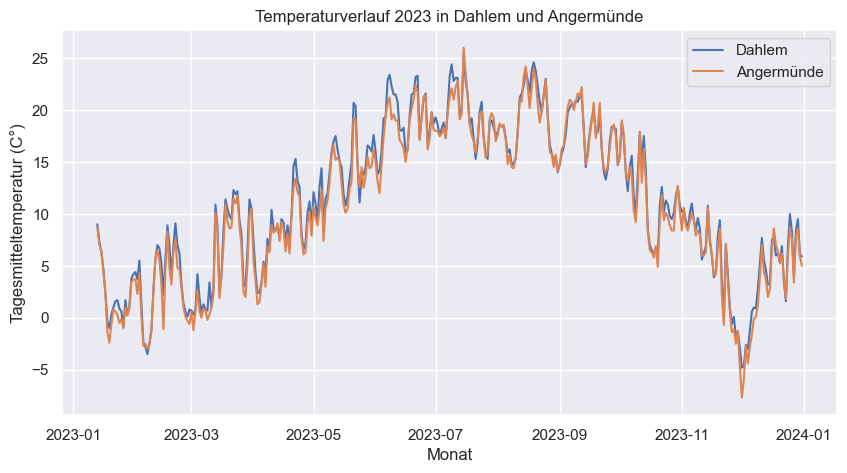 Temperaturverlauf 2023 in Dahlem und Angermünde
Dahlem
Angermünde
Tagesmitteltemperatur (C°)
25
20
15
10
5
0
−5
2023-01
2023-03
2023-05
2023-07
2023-09
2023-11
2024-01
Monat